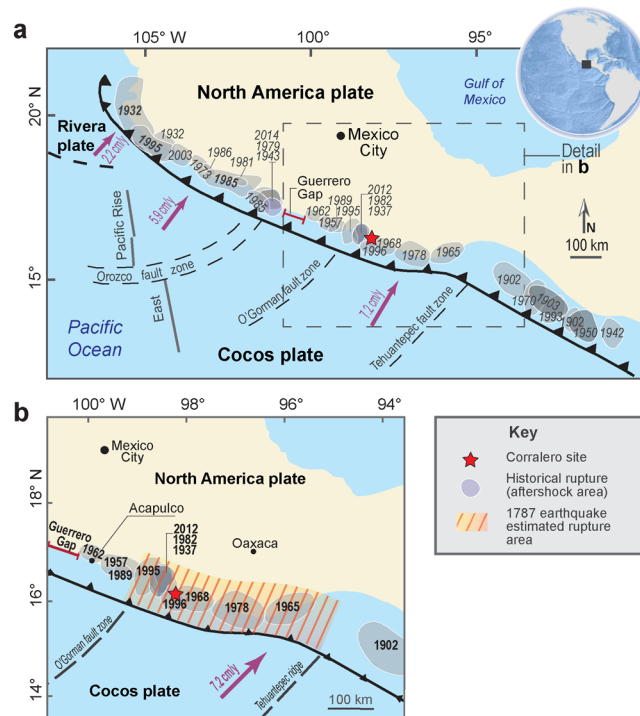 a
105° W
100°
95°
20° N
15°
North America plate
Gulf of
Mexico
Rivera
plate
Mexico
City
Detail
in b
N
100 km
1932
1995
1932
2003
1973
1986
1981
1985
1985
2014
1979
1943
Guerrero
Gap
1962
1957
1989
1995
2012
1982
1937
1968
1996
1978
1965
1902
1970
1903
1993
1902
1950
1942
2.2 cm/y
5.9 cm/y
7.2 cm/y
East
Pacific Rise
Orozco fault zone
O'Gorman fault zone
Tehuantepec fault zone
Pacific
Ocean
Cocos plate
b
100° W
98°
96°
94°
18° N
16°
14°
Mexico
City
North America plate
Guerrero
Gap
Acapulco
Oaxaca
1962
1957
1989
1995
2012
1982
1937
1996
1968
1978
1965
1902
O'Gorman fault zone
Cocos plate
7.2 cm/y
Tehuantepec ridge
100 km
Key
Corralero site
Historical rupture
(aftershock area)
1787 earthquake
estimated rupture
area